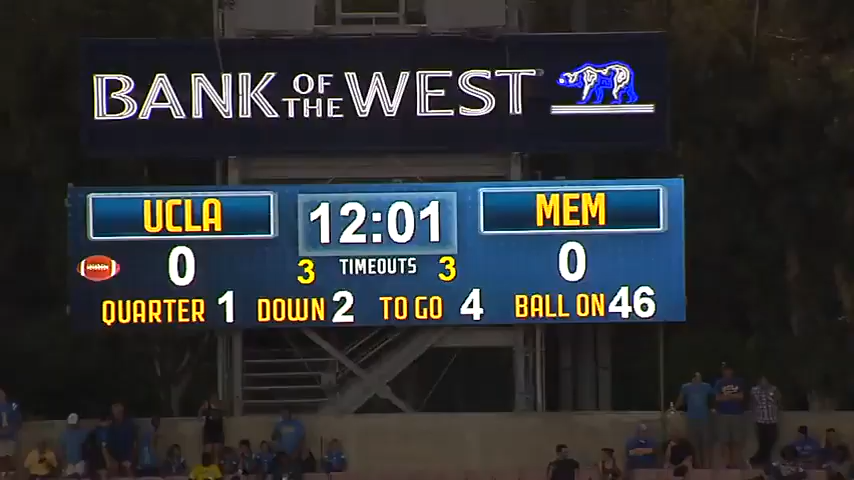 BANK OF THE WEST
UCLA 12:01 MEM
0 3 TIMEOUTS 3 0
QUARTER 1 DOWN 2 TO GO 4 BALL ON 46